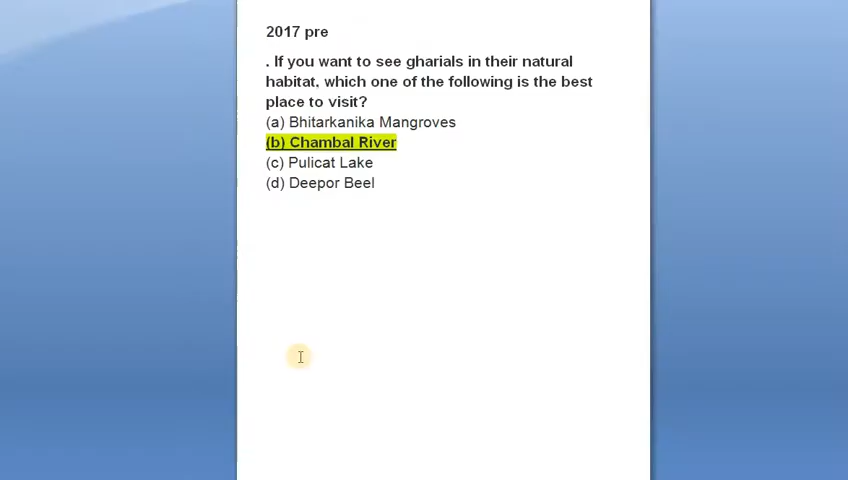 2017 pre
. If you want to see gharials in their natural
habitat, which one of the following is the best
place to visit?
(a) Bhitarkanika Mangroves
(b) Chambal River
(c) Pulicat Lake
(d) Deepor Beel